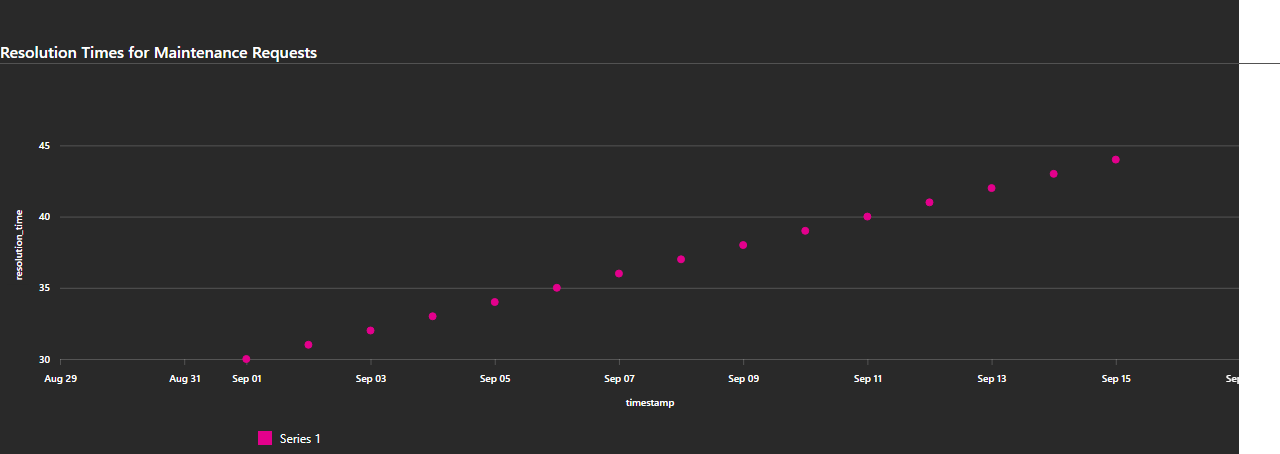 Resolution Times for Maintenance Requests
45
40
35
30
resolution_time
Aug 29 Aug 31 Sep 01 Sep 03 Sep 05 Sep 07 Sep 09 Sep 11 Sep 13 Sep 15 Sep
timestamp
Series 1